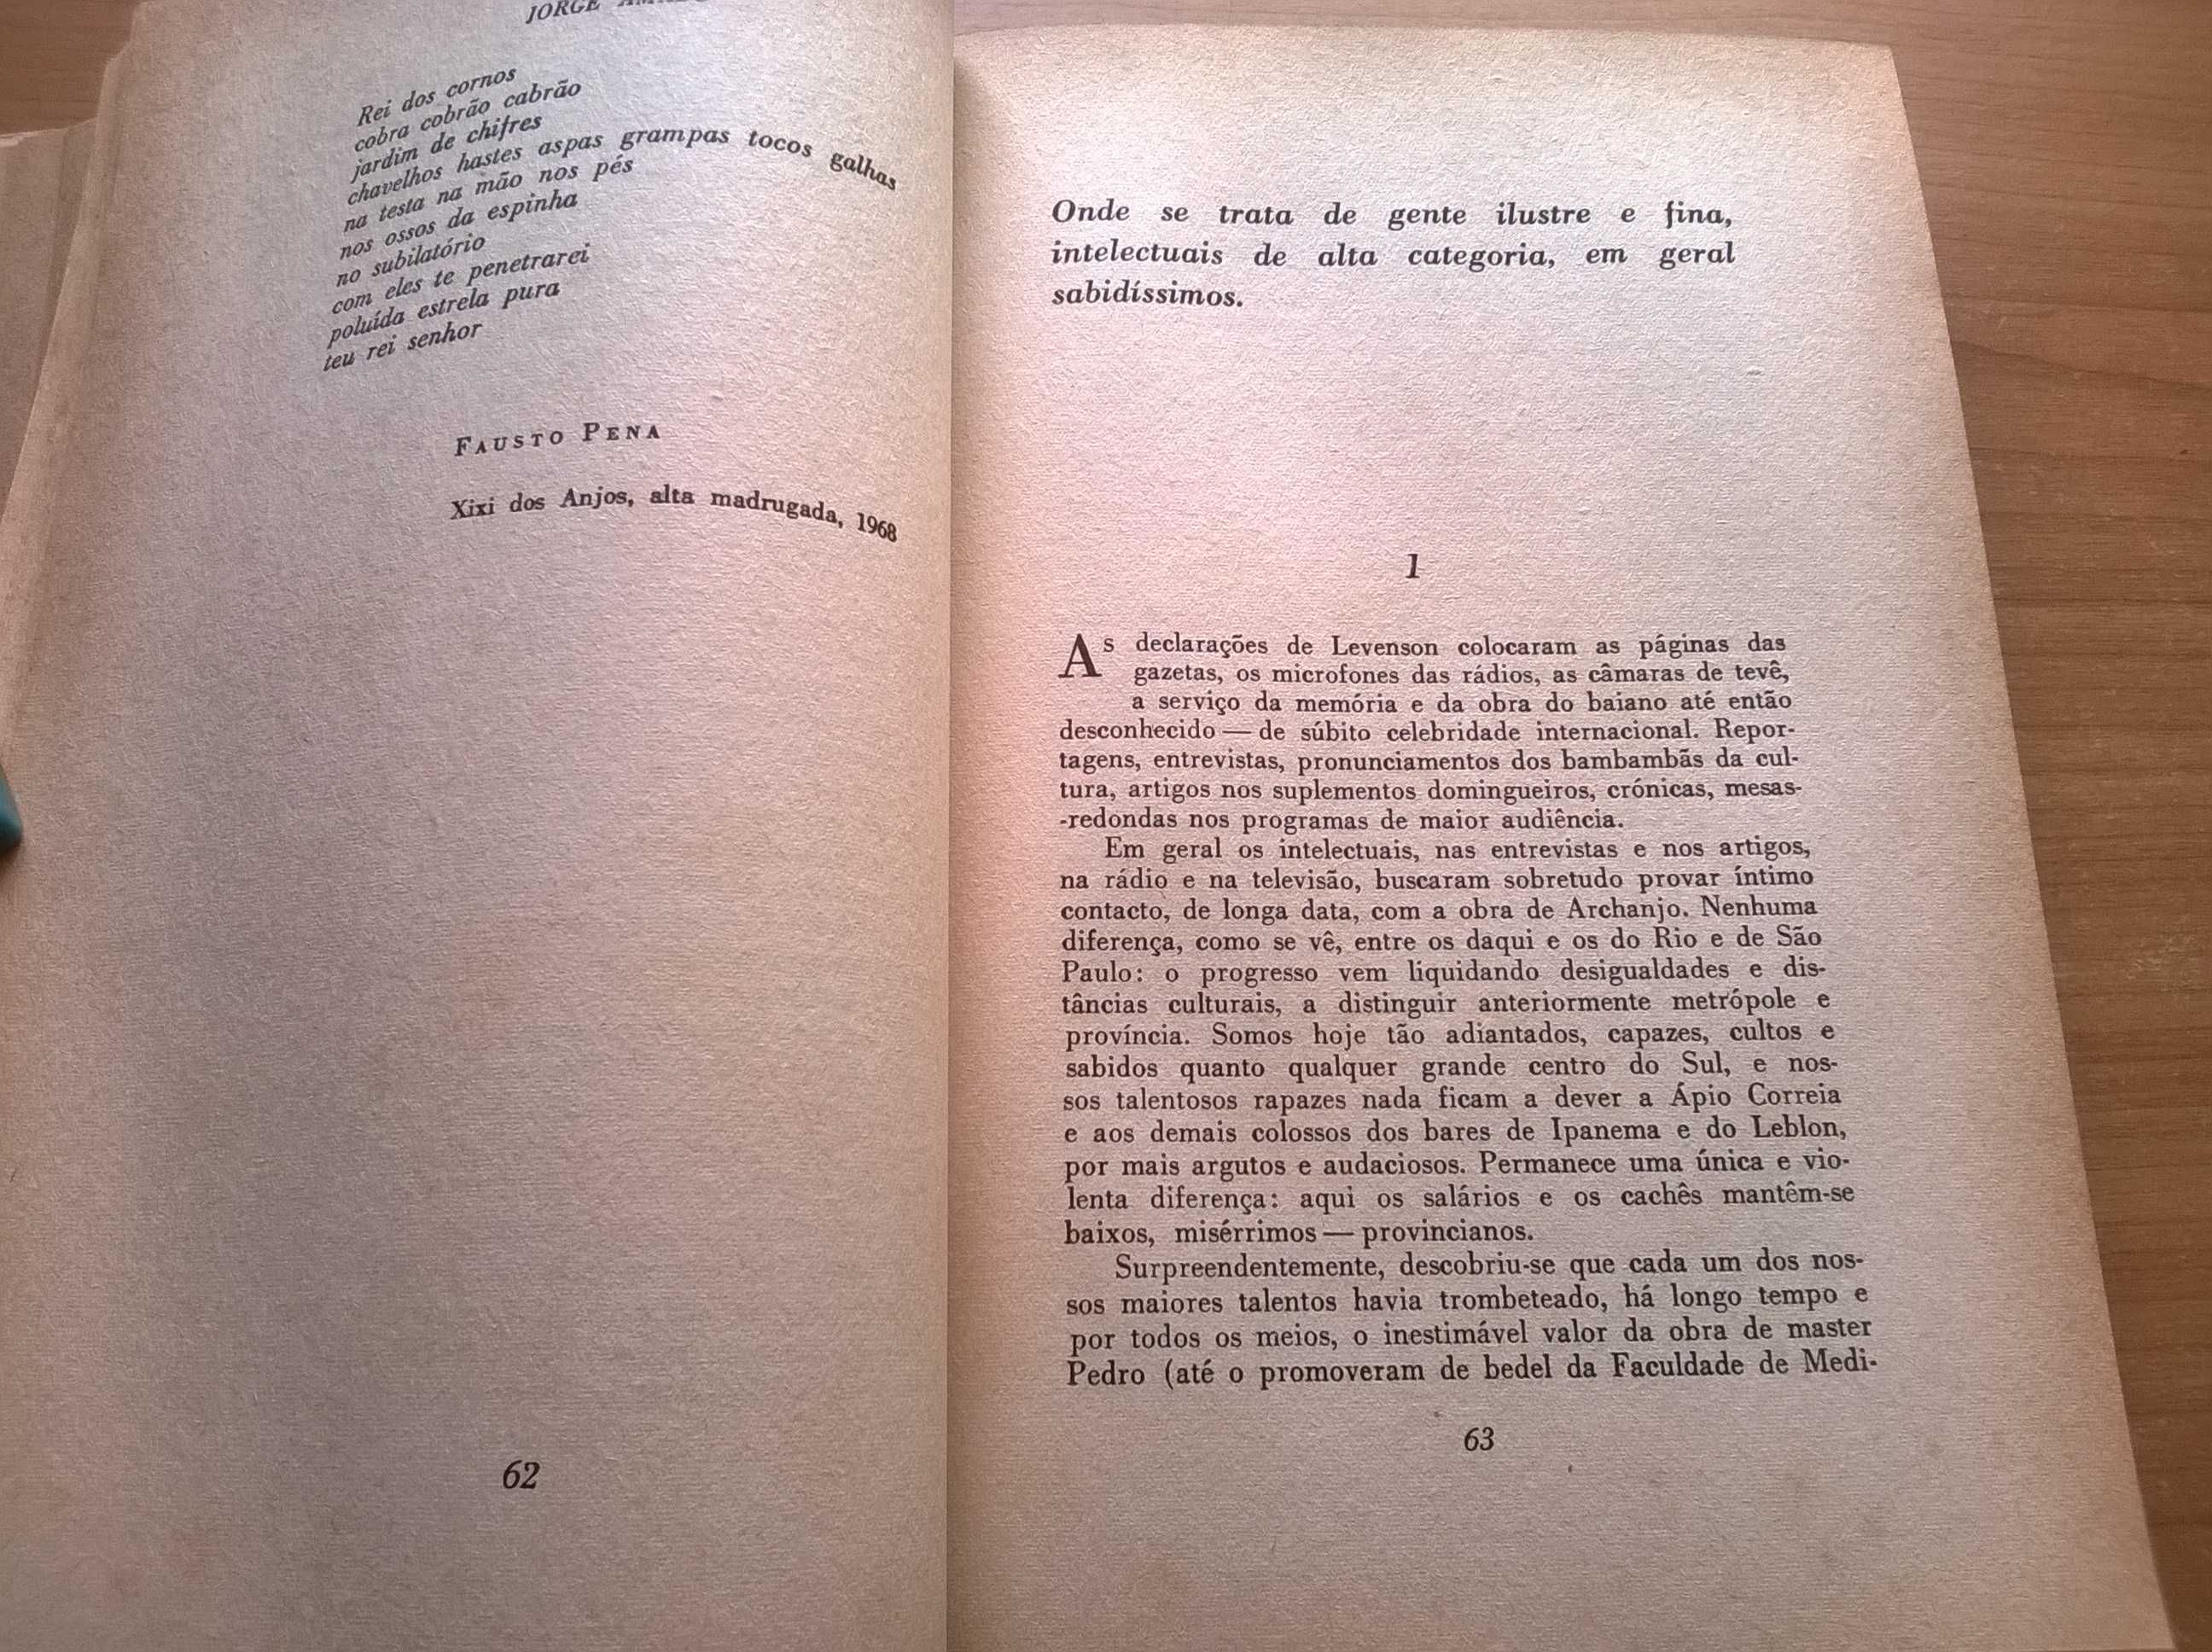 JORGE
Rei dos cornos
cobra cobrão cabrão
jardim de chifres
chavelhos hastes aspas grampas tocos galhas
na testa na mão nos pés
nos ossos da espinha
no subilatório
com eles te penetrarei
poluída estrela pura
teu rei senhor
FAUSTO PENA
Xixi dos Anjos, alta madrugada, 1968
62
Onde se trata de gente ilustre e fina,
intelectuais de alta categoria, em geral
sabidíssimos.
1
As declarações de Levenson colocaram as páginas das
gazetas, os microfones das rádios, as câmaras de tevê,
a serviço da memória e da obra do baiano até então
desconhecido — de súbito celebridade internacional. Repor-
tagens, entrevistas, pronunciamentos dos bambambãs da cul-
tura, artigos nos suplementos domingueiros, crónicas, mesas-
-redondas nos programas de maior audiência.
Em geral os intelectuais, nas entrevistas e nos artigos,
na rádio e na televisão, buscaram sobretudo provar íntimo
contacto, de longa data, com a obra de Archanjo. Nenhuma
diferença, como se vê, entre os daqui e os do Rio e de São
Paulo: o progresso vem liquidando desigualdades e dis-
tâncias culturais, a distinguir anteriormente metrópole e
província. Somos hoje tão adiantados, capazes, cultos e
sabidos quanto qualquer grande centro do Sul, e nos-
sos talentosos rapazes nada ficam a dever a Ápio Correia
e aos demais colossos dos bares de Ipanema e do Leblon,
por mais argutos e audaciosos. Permanece uma única e vio-
lenta diferença: aqui os salários e os cachês mantêm-se
baixos, misérrimos — provincianos.
Surpreendentemente, descobriu-se que cada um dos nos-
sos maiores talentos havia trombeteado, há longo tempo e
por todos os meios, o inestimável valor da obra de master
Pedro (até o promoveram de bedel da Faculdade de Medi-
63